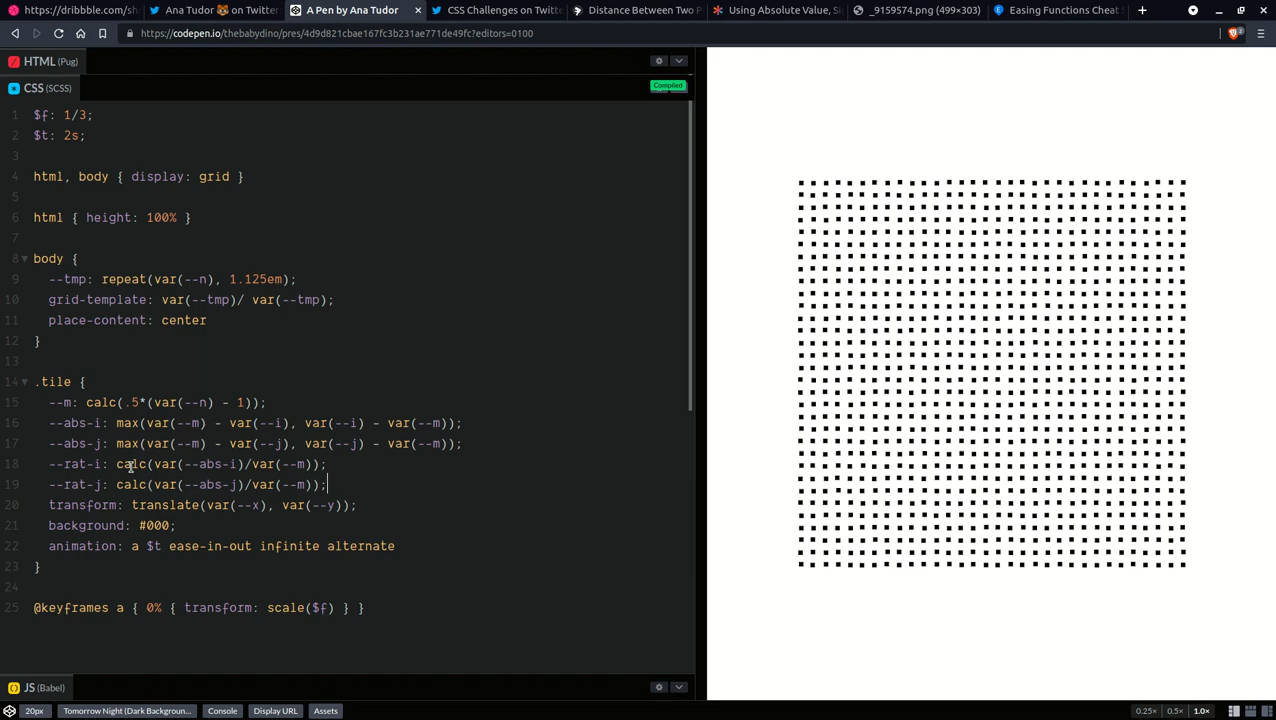 https://dribbble.com/shot
Ana Tudor 🐻 on Twitter
A Pen by Ana Tudor
CSS Challenges on Twitte
Distance Between Two P
Using Absolute Value, Si
_9159574.png (499×303)
Easing Functions Cheat S
https://codepen.io/thebabydino/pres/4d9d821cbae167fc3b231ae771de49fc?editors=0100
2
HTML (Pug)
CSS (SCSS)
Compiled
1 $f: 1/3;
2 $t: 2s;
3
4 html, body { display: grid }
5
6 html { height: 100% }
7
8 body {
9 --tmp: repeat(var(--n), 1.125em);
10 grid-template: var(--tmp)/ var(--tmp);
11 place-content: center
12 }
13
14 .tile {
15 --m: calc(.5*(var(--n) - 1));
16 --abs-i: max(var(--m) - var(--i), var(--i) - var(--m));
17 --abs-j: max(var(--m) - var(--j), var(--j) - var(--m));
18 --rat-i: calc(var(--abs-i)/var(--m));
19 --rat-j: calc(var(--abs-j)/var(--m));
20 transform: translate(var(--x), var(--y));
21 background: #000;
22 animation: a $t ease-in-out infinite alternate
23 }
24
25 @keyframes a { 0% { transform: scale($f) } }
JS (Babel)
20px
Tomorrow Night (Dark Backgroun...
Console
Display URL
Assets
0.25×
0.5×
1.0×